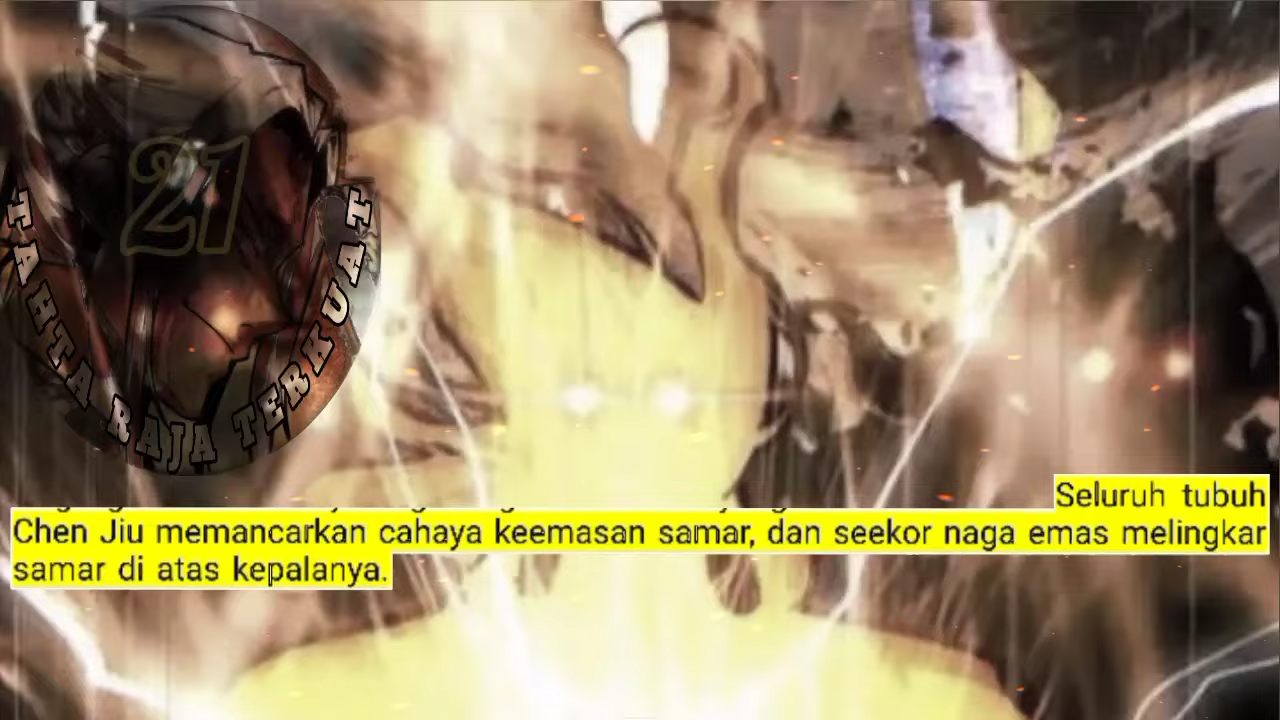 21
TAHTA RAJA TERKUAT
Seluruh tubuh
Chen Jiu memancarkan cahaya keemasan samar, dan seekor naga emas melingkar
samar di atas kepalanya.